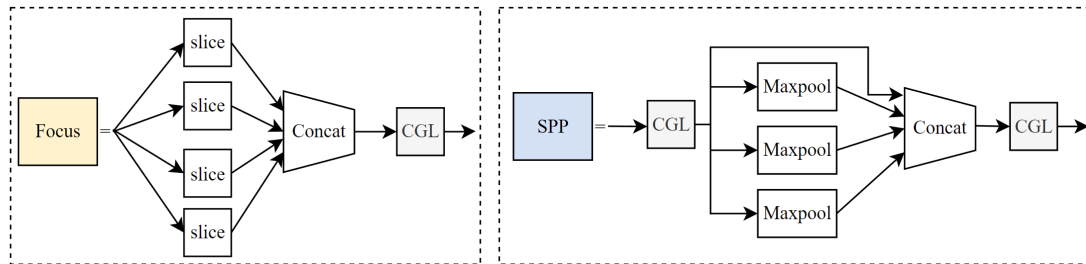 Focus
=
slice
slice
slice
slice
Concat
CGL
SPP
=
CGL
Maxpool
Maxpool
Maxpool
Concat
CGL